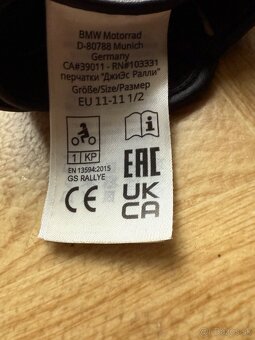 BMW Motorrad
D-80788 Munich
Germany
CA#39011 - RN#103331
перчатки "ДжиЭс Ралли"
Größe/Size/Размер
EU 11-11 1/2
1 KP
EN 13594:2015
GS RALLYE
CE
EAC
UK
CA